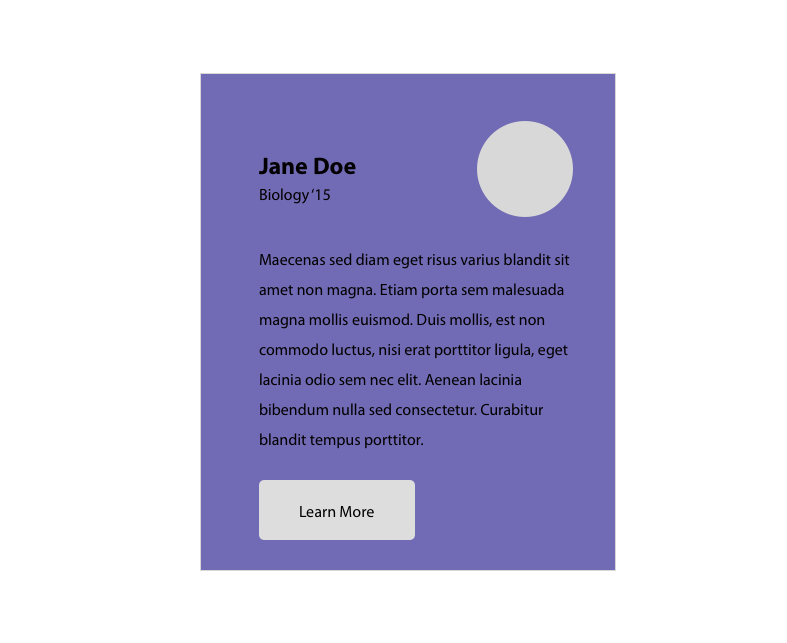 Jane Doe
Biology ‘15
Maecenas sed diam eget risus varius blandit sit
amet non magna. Etiam porta sem malesuada
magna mollis euismod. Duis mollis, est non
commodo luctus, nisi erat porttitor ligula, eget
lacinia odio sem nec elit. Aenean lacinia
bibendum nulla sed consectetur. Curabitur
blandit tempus porttitor.
Learn More